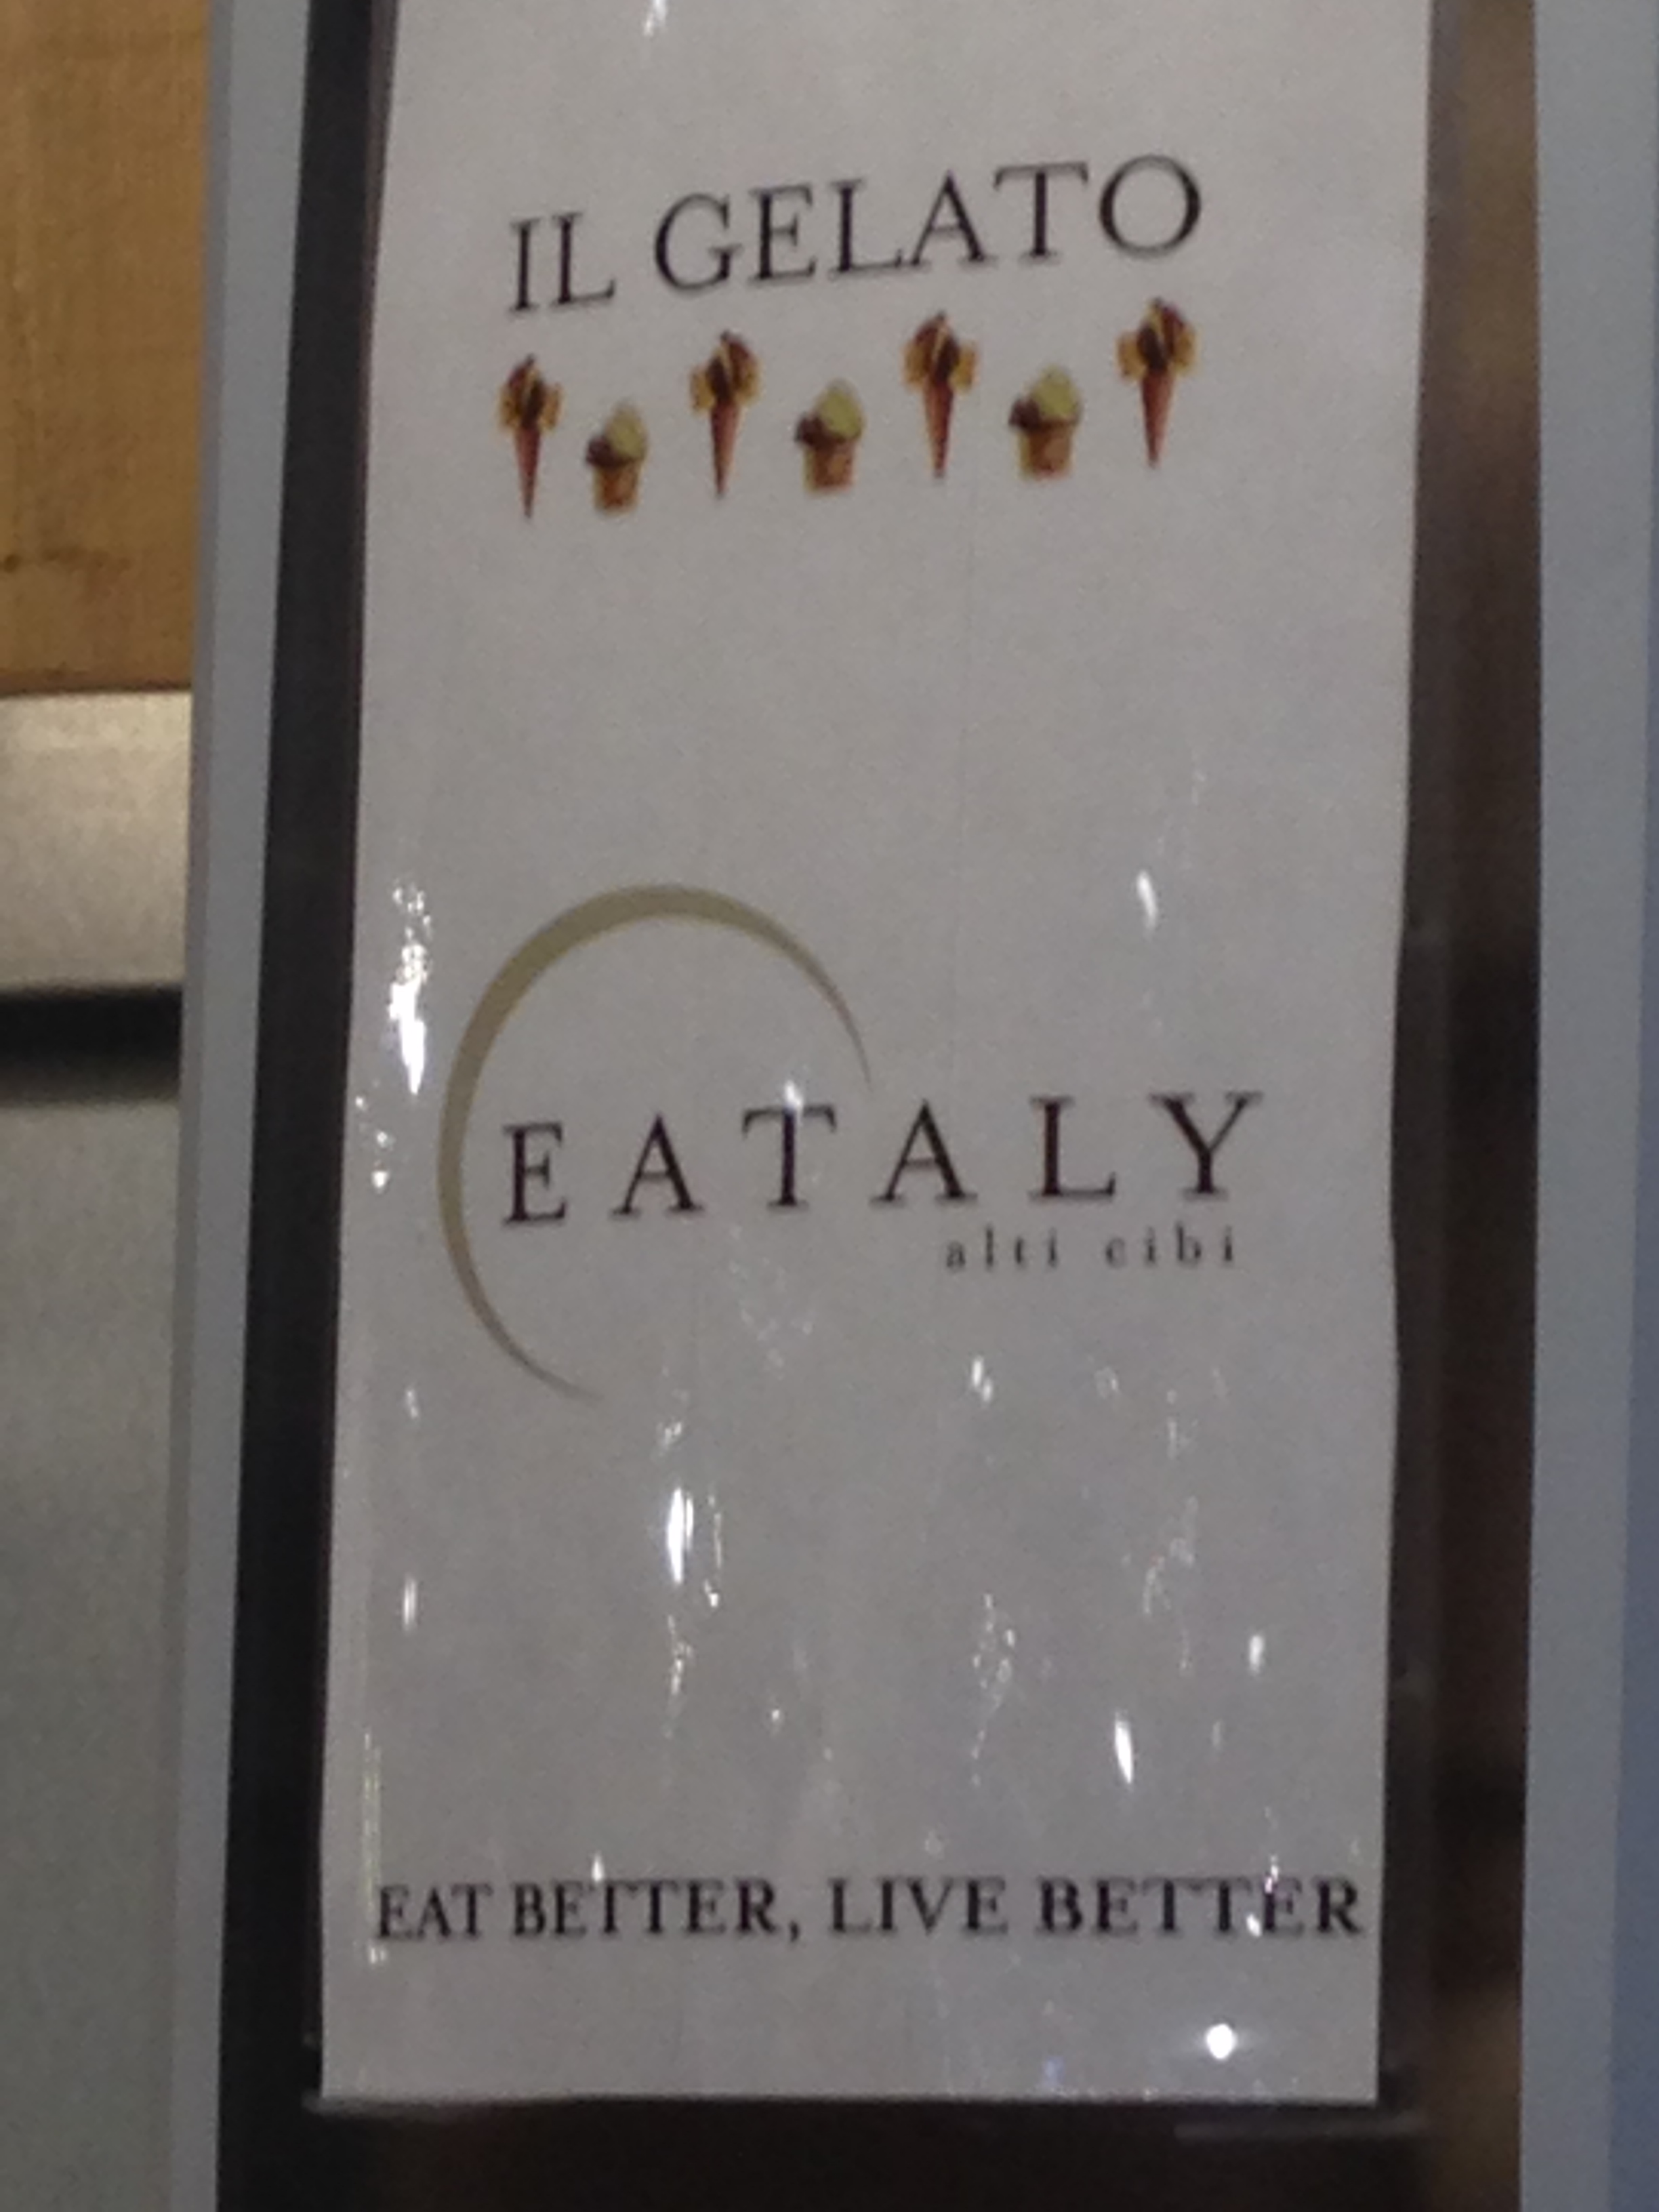 IL GELATO
EATALY
alti cibi
EAT BETTER, LIVE BETTER